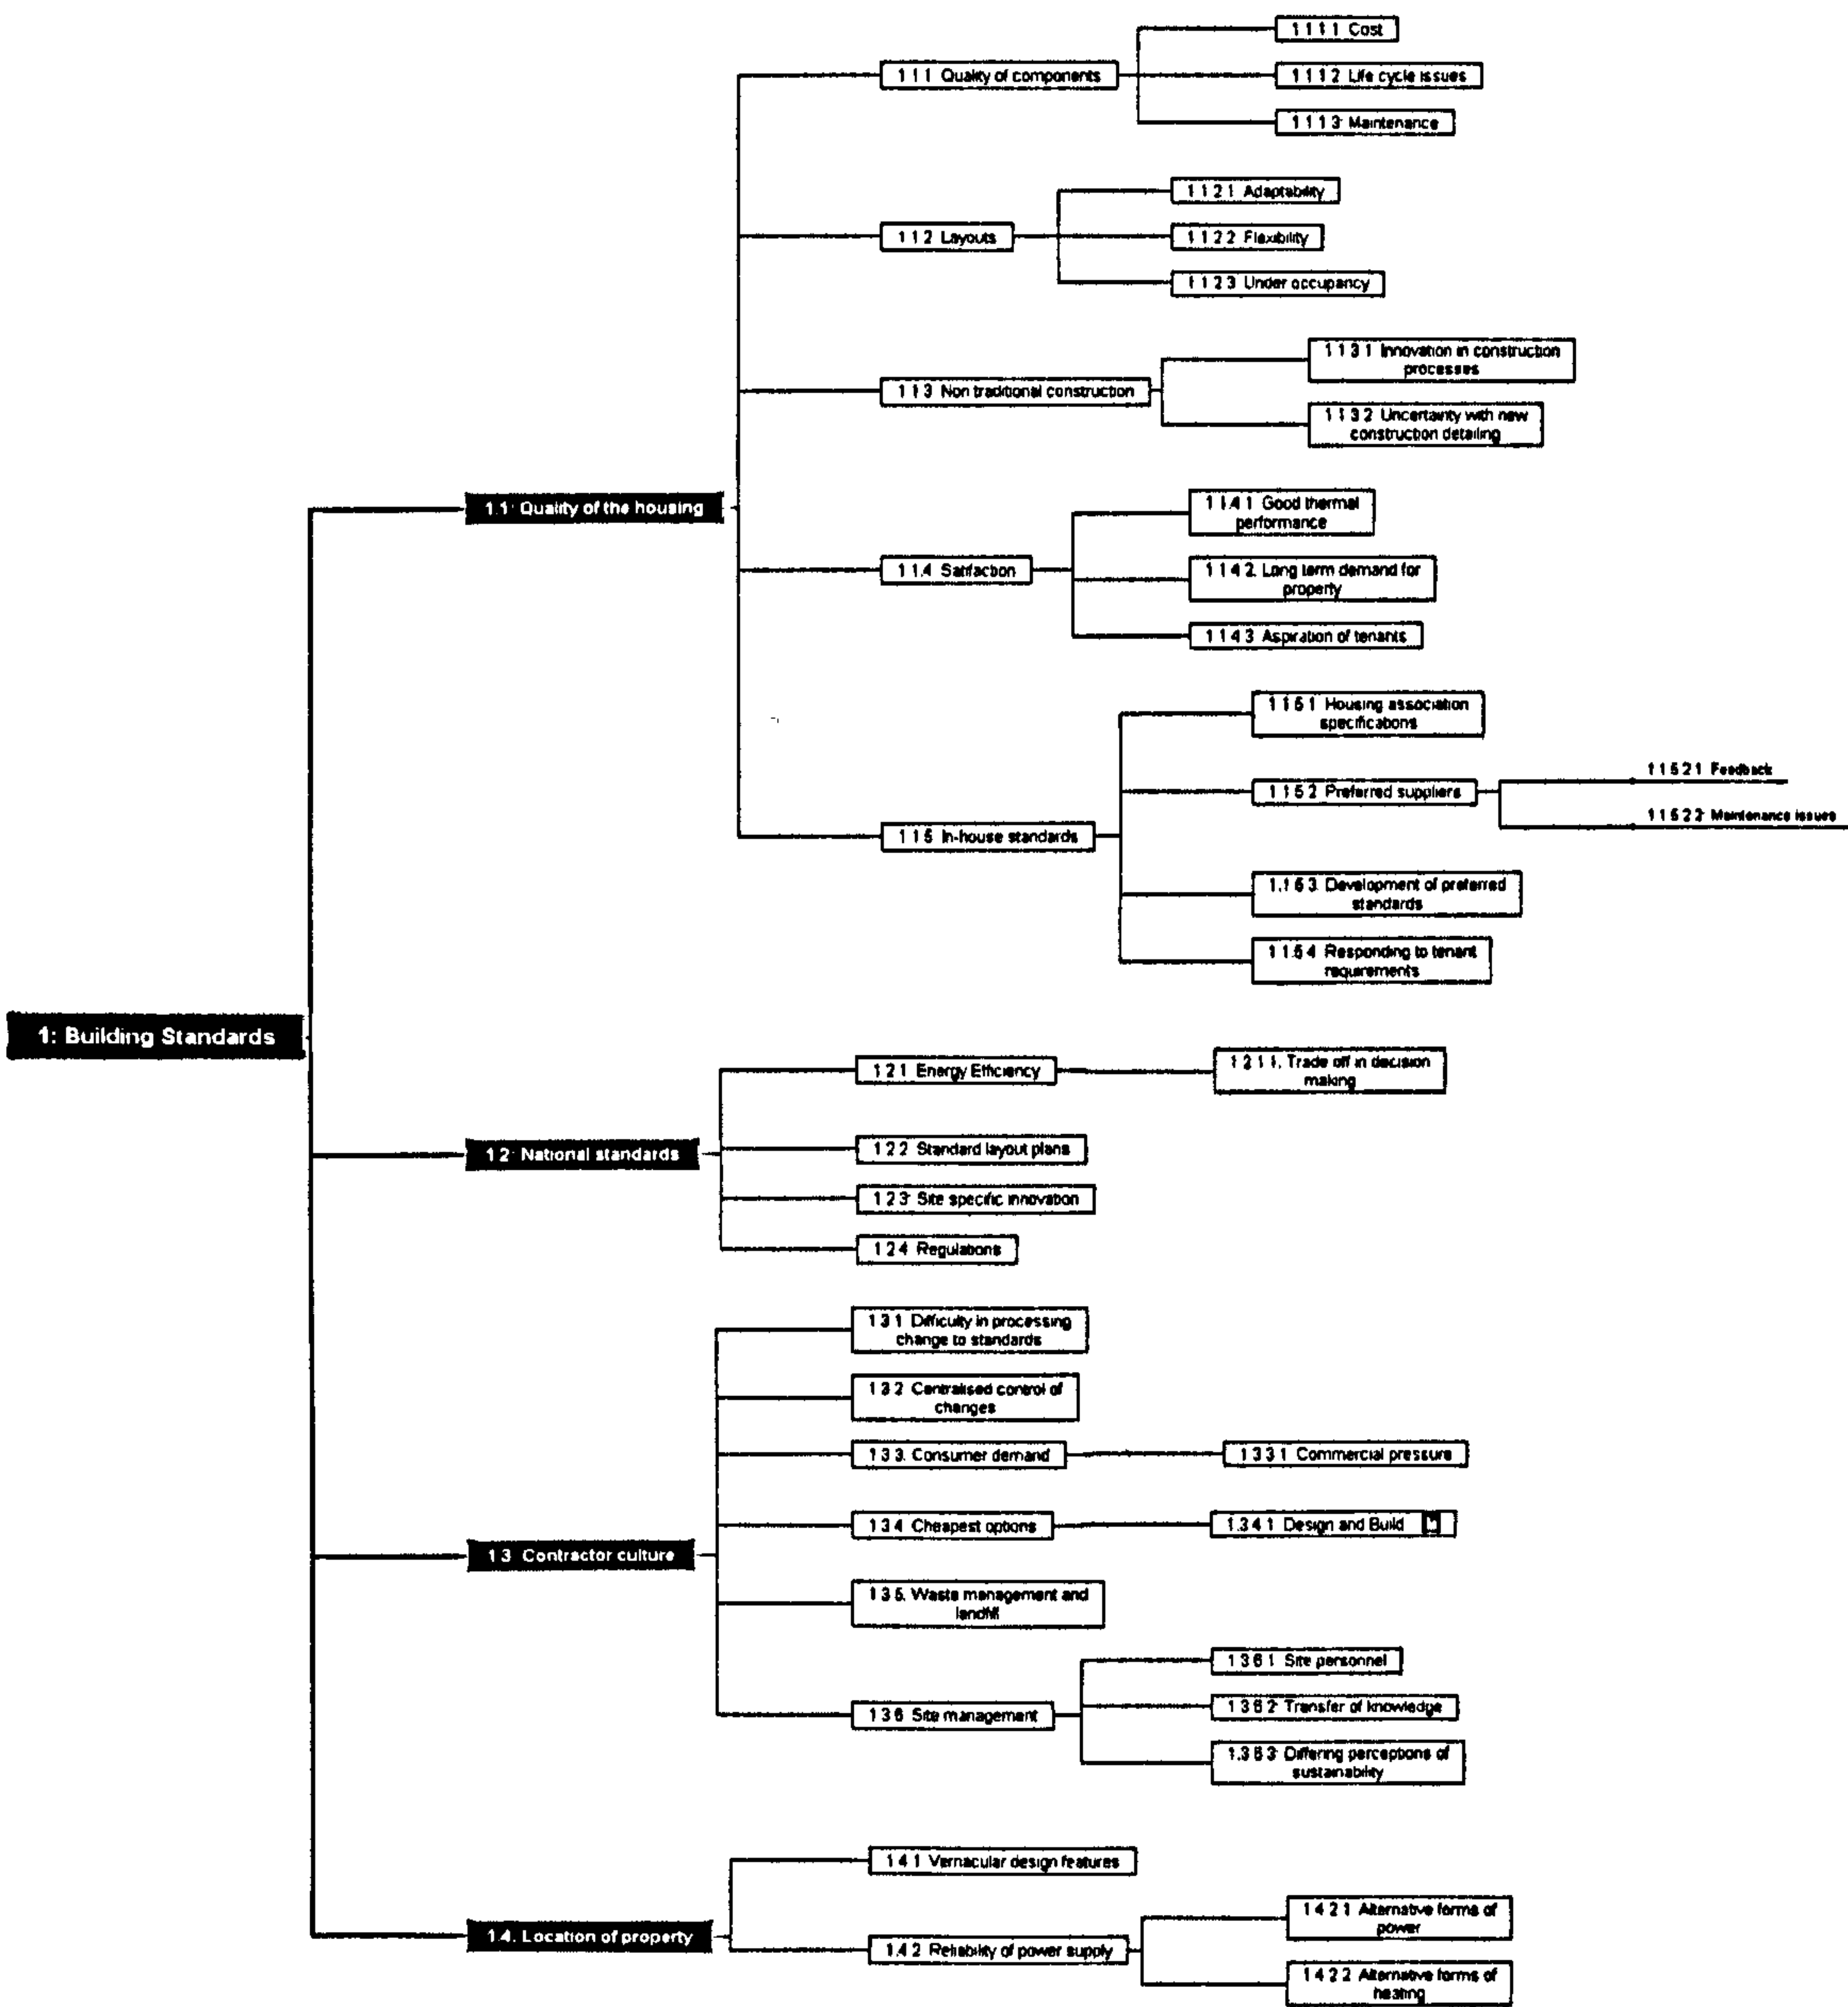 1: Building Standards
1.1: Quality of the housing
1 1 1 Quality of components
1 1 1 1 Cost
1 1 1 2 Life cycle issues
1 1 1 3: Maintenance
1 1 2 Layouts
1 1 2 1 Adaptability
1 1 2 2 Flexibility
1 1 2 3 Under occupancy
1 1 3 Non traditional construction
1 1 3 1 Innovation in construction
processes
1 1 3 2 Uncertainty with new
construction detailing
1 1.4 Satifaction
1 1.4 1 Good thermal
performance
1 1 4 2. Long term demand for
property
1 1 4 3 Aspiration of tenants
1 1 5 In-house standards
1 1 5 1 Housing association
specifications
1 1 5 2 Preferred suppliers
1 1 5 2 1 Feedback
1 1 5 2 2: Maintenance issues
1.1 5 3. Development of preferred
standards
1 1.5 4 Responding to tenant
requirements
1 2: National standards
1 2 1 Energy Efficiency
1 2 1 1. Trade off in decision
making
1 2 2 Standard layout plans
1 2 3: Site specific innovation
1 2 4 Regulations
1 3 Contractor culture
1 3 1 Difficulty in processing
change to standards
1 3 2 Centralised control of
changes
1 3 3. Consumer demand
1 3 3 1 Commercial pressure
1 3 4 Cheapest options
1.3 4 1 Design and Build
1 3 5. Waste management and
landfill
1 3 6 Site management
1 3 6 1 Site personnel
1 3 6 2: Transfer of knowledge
1.3 6 3: Differing perceptions of
sustainability
1.4. Location of property
1 4 1 Vernacular design features
1.4 2 Reliability of power supply
1 4 2 1 Alternative forms of
power
1 4 2 2 Alternative forms of
heating